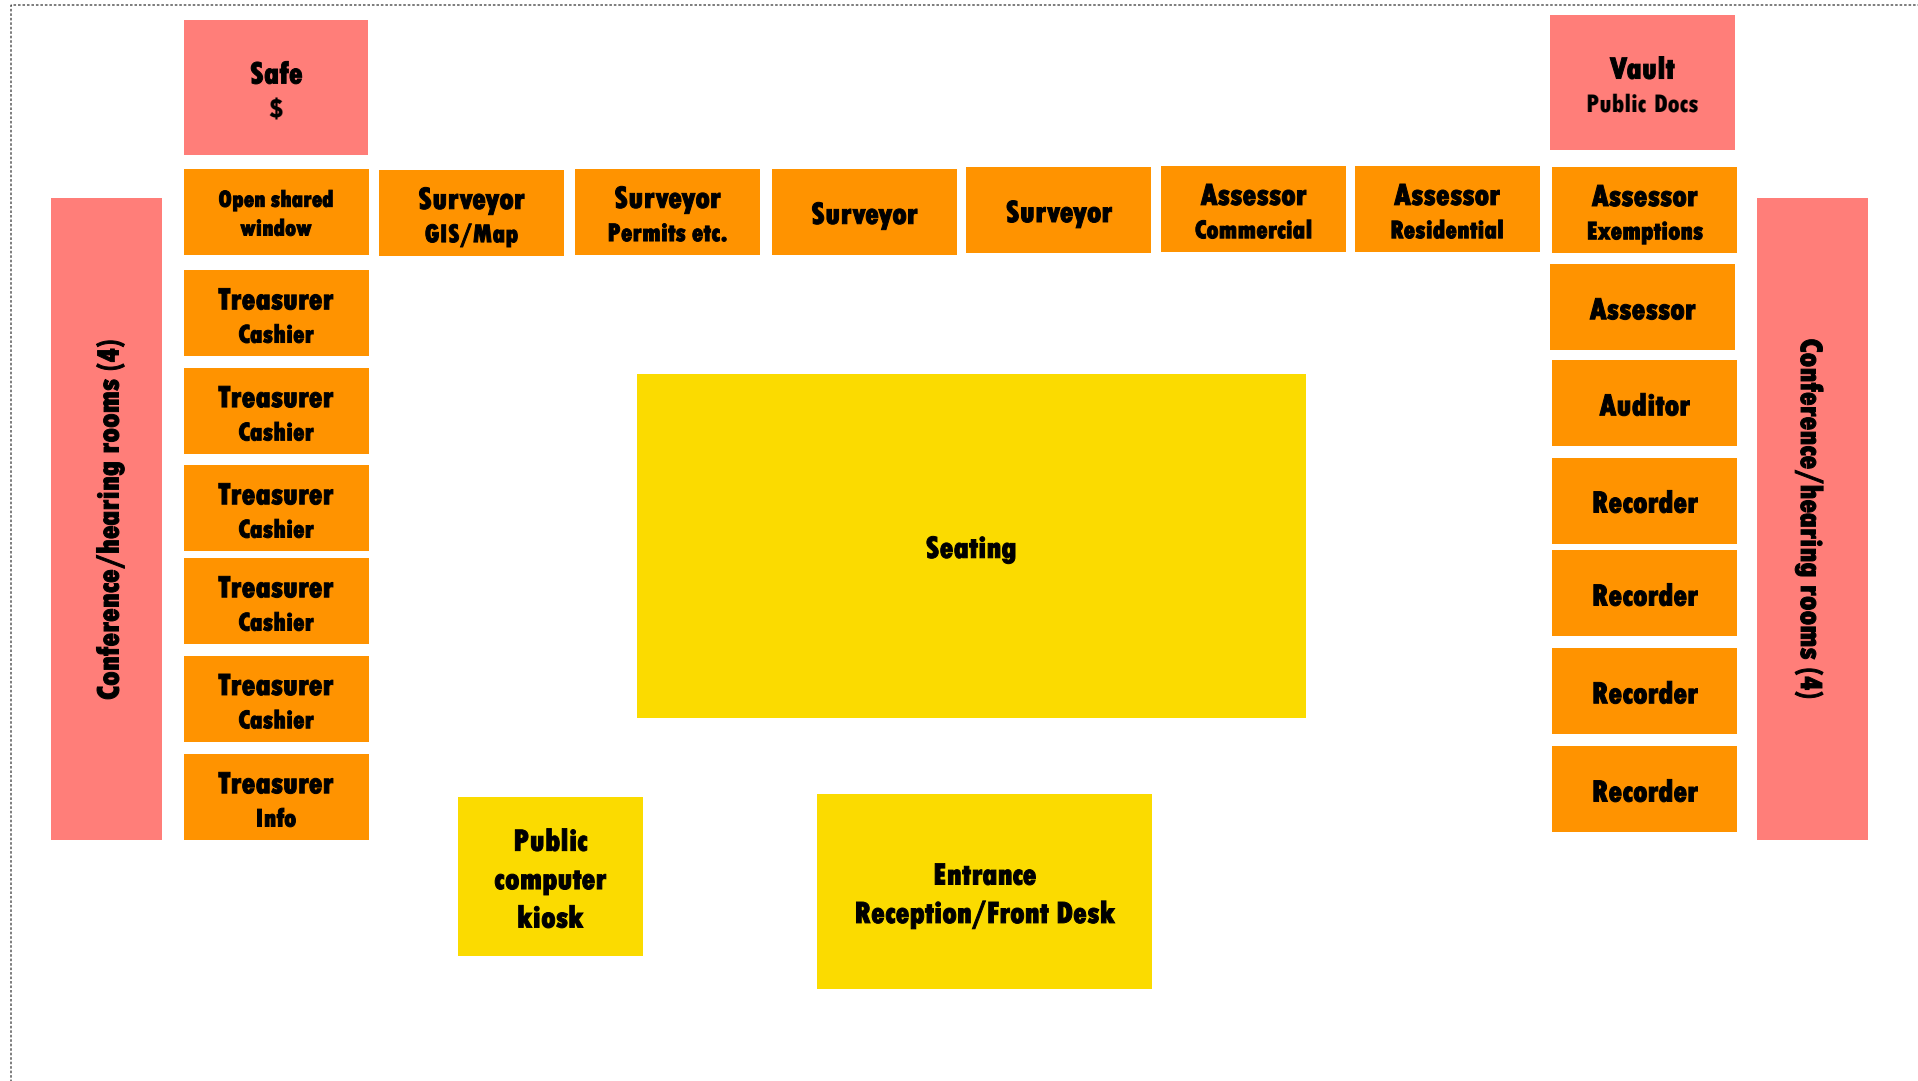 Safe
$
Vault
Public Docs
Open shared
window
Surveyor
GIS/Map
Surveyor
Permits etc.
Surveyor
Surveyor
Assessor
Commercial
Assessor
Residential
Assessor
Exemptions
Conference/hearing rooms (4)
Treasurer
Cashier
Treasurer
Cashier
Treasurer
Cashier
Treasurer
Cashier
Treasurer
Cashier
Treasurer
Info
Seating
Assessor
Auditor
Recorder
Recorder
Recorder
Recorder
Conference/hearing rooms (4)
Public
computer
kiosk
Entrance
Reception/Front Desk